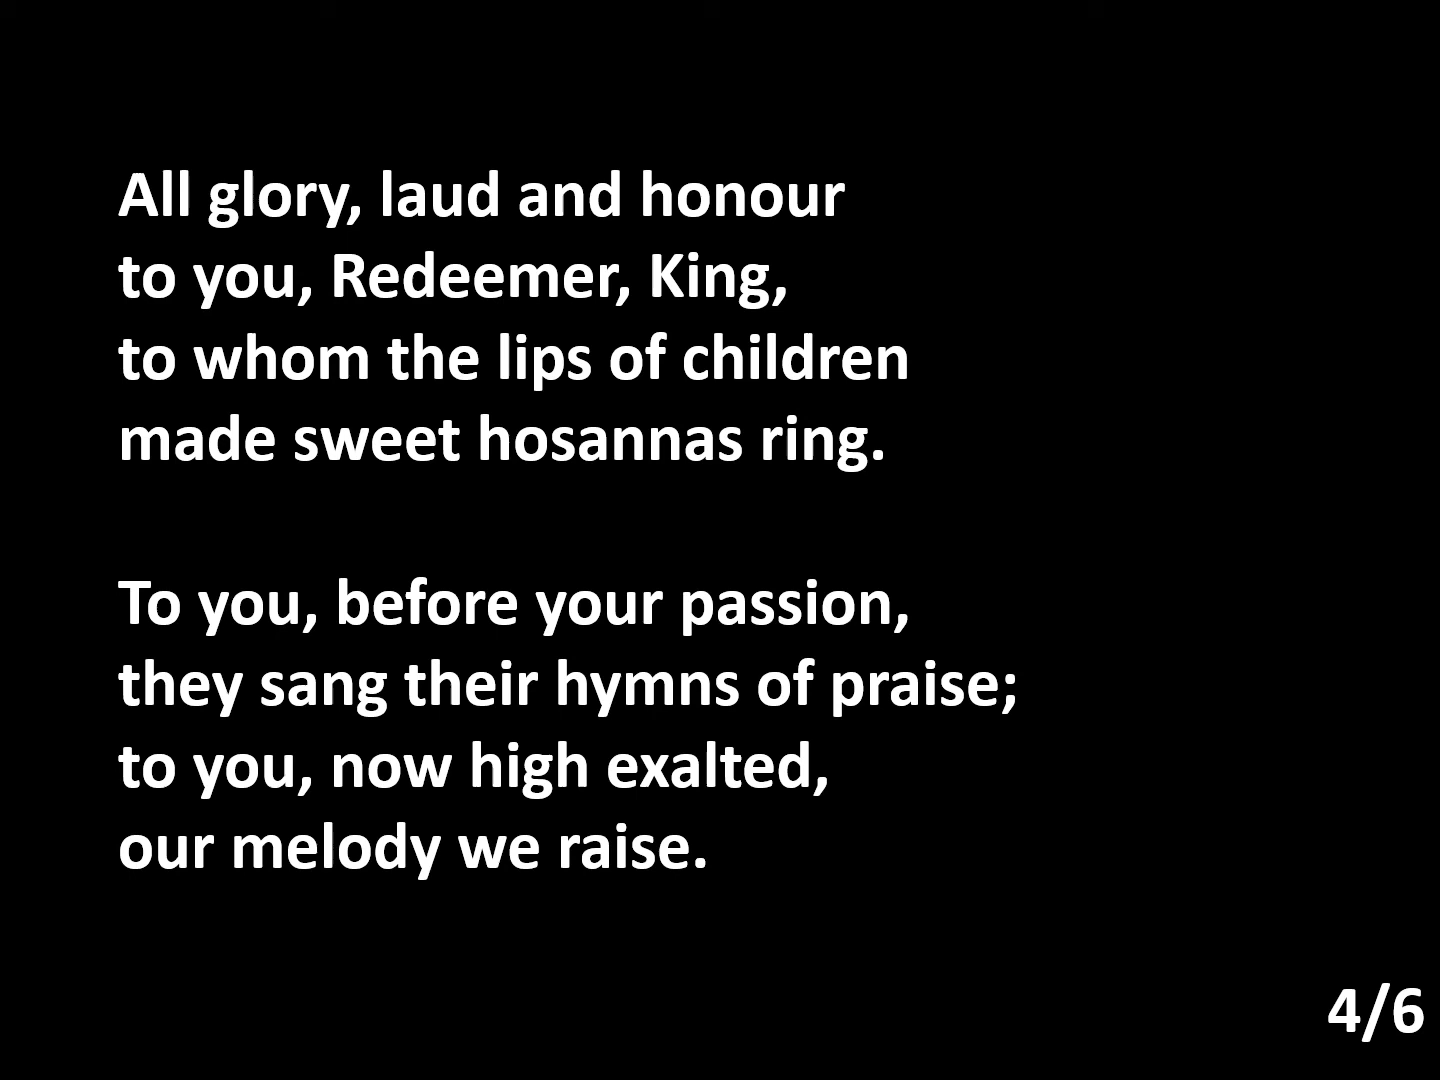 All glory, laud and honour
to you, Redeemer, King,
to whom the lips of children
made sweet hosannas ring.
To you, before your passion,
they sang their hymns of praise;
to you, now high exalted,
our melody we raise.
4/6